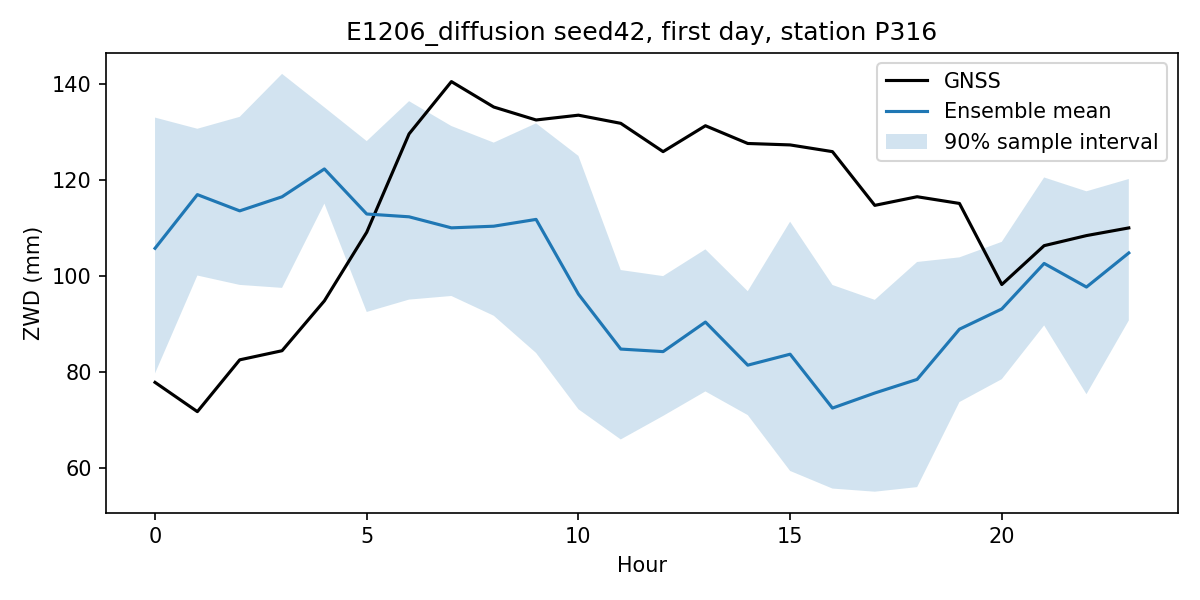 E1206_diffusion seed42, first day, station P316
GNSS
Ensemble mean
90% sample interval
ZWD (mm)
140
120
100
80
60
0 5 10 15 20
Hour